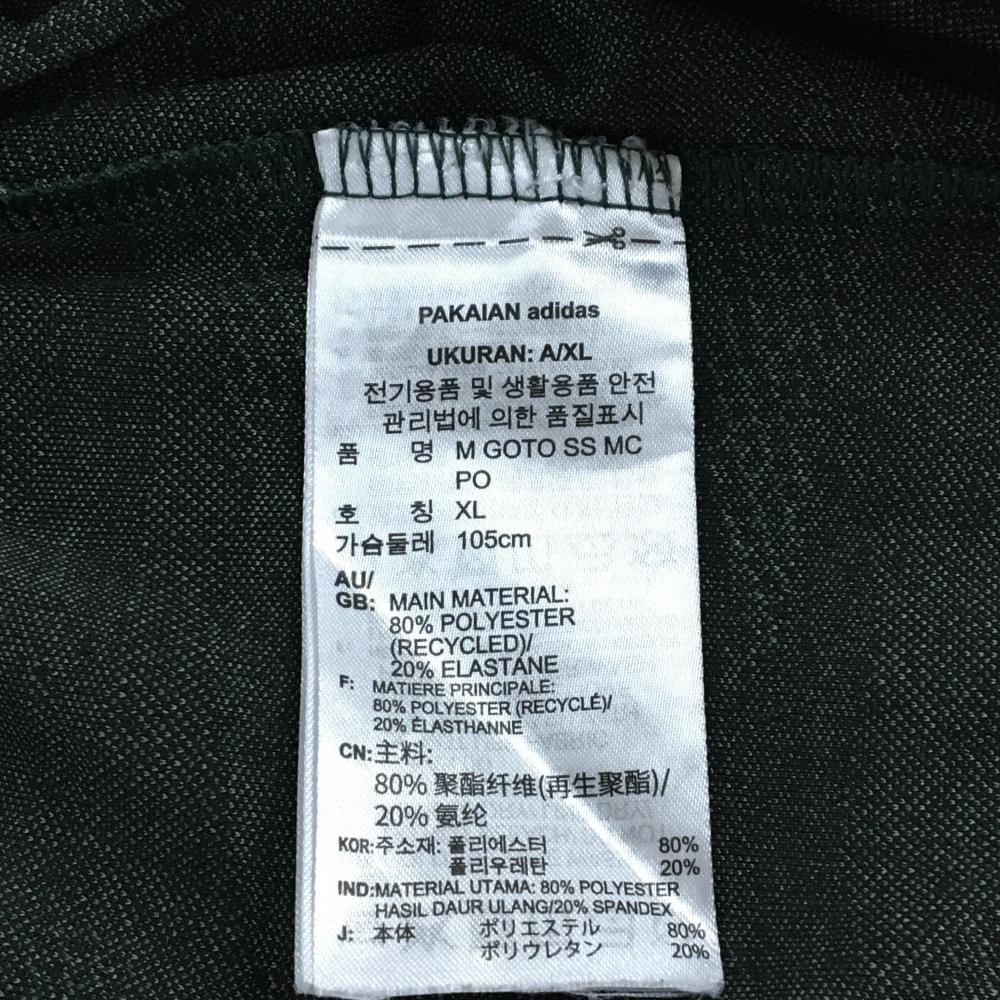 PAKAIAN adidas
UKURAN: A/XL
전기용품 및 생활용품 안전
관리법에 의한 품질표시
품 명 M GOTO SS MC
PO
호 칭 XL
가슴둘레 105cm
AU/
GB: MAIN MATERIAL:
80% POLYESTER
(RECYCLED)/
20% ELASTANE
F: MATIERE PRINCIPALE:
80% POLYESTER (RECYCLÉ)/
20% ÉLASTHANNE
CN: 主料:
80% 聚酯纤维(再生聚酯)/
20% 氨纶
KOR: 주소재: 폴리에스터 80%
폴리우레탄 20%
IND: MATERIAL UTAMA: 80% POLYESTER
HASIL DAUR ULANG/20% SPANDEX
J: 本体 ポリエステル 80%
ポリウレタン 20%